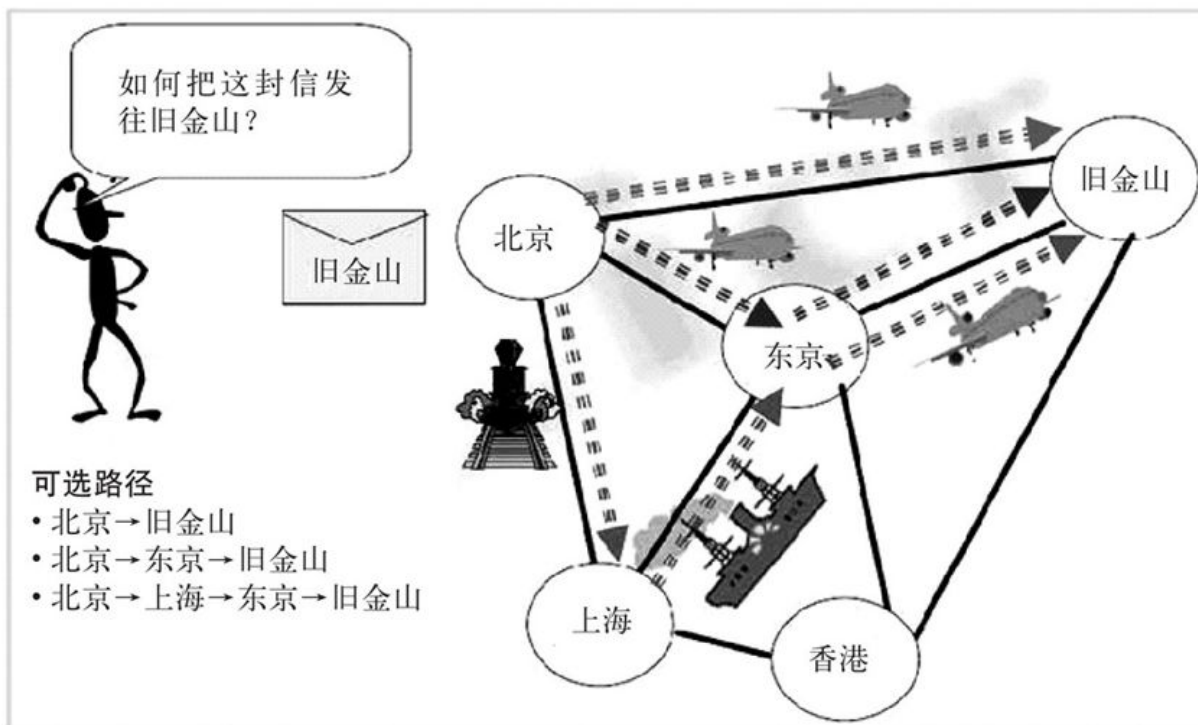 如何把这封信发
往旧金山?
旧金山
北京
旧金山
东京
上海
香港
可选路径
• 北京→旧金山
• 北京→东京→旧金山
• 北京→上海→东京→旧金山